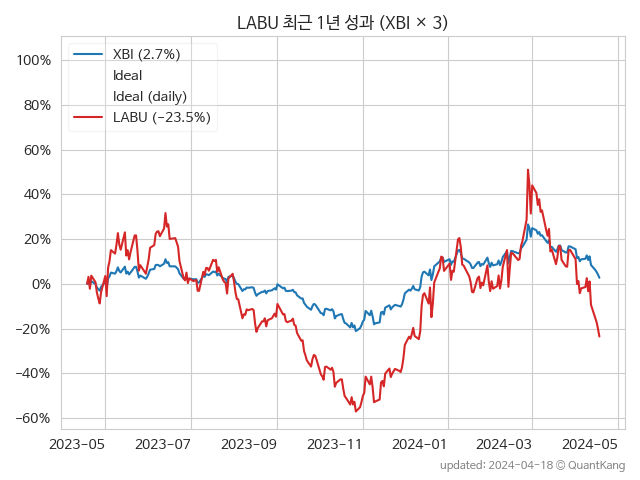 LABU 최근 1년 성과 (XBI × 3)
XBI (2.7%)
Ideal
Ideal (daily)
LABU (−23.5%)
100%
80%
60%
40%
20%
0%
−20%
−40%
−60%
2023-05 2023-07 2023-09 2023-11 2024-01 2024-03 2024-05
updated: 2024-04-18 © QuantKang